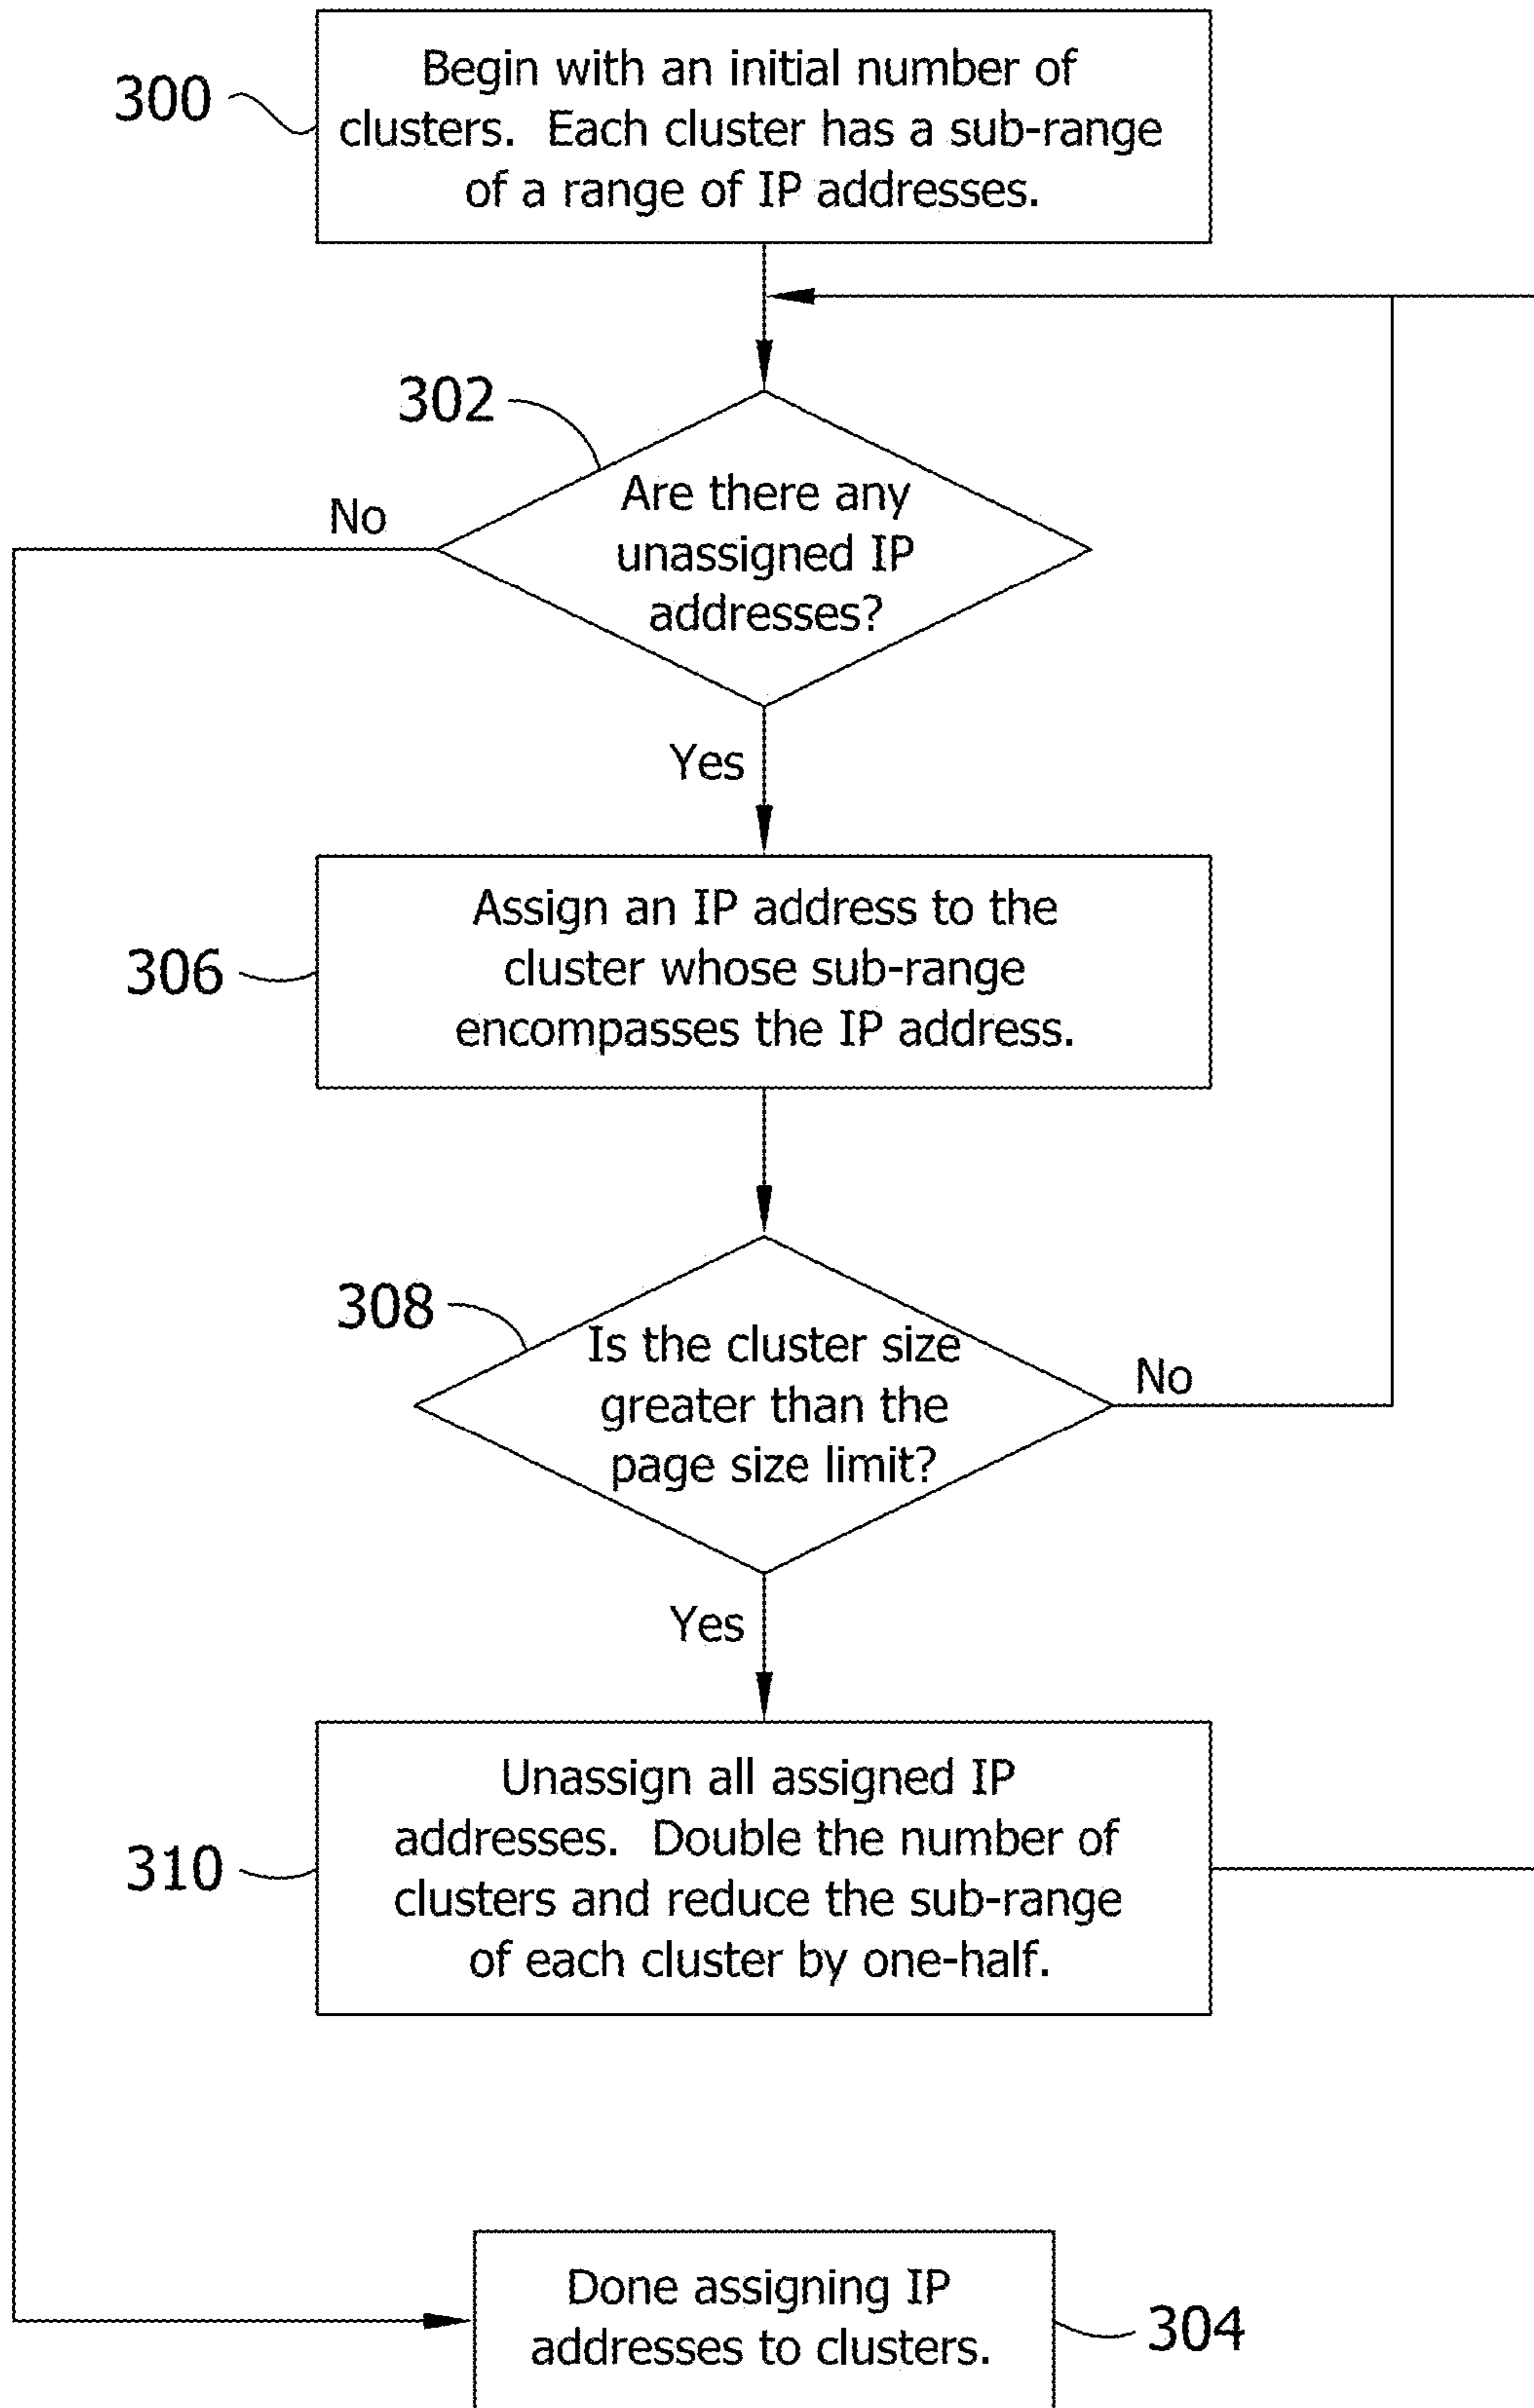 300
Begin with an initial number of
clusters. Each cluster has a sub-range
of a range of IP addresses.
302
Are there any
unassigned IP
addresses?
No
Yes
306
Assign an IP address to the
cluster whose sub-range
encompasses the IP address.
308
Is the cluster size
greater than the
page size limit?
No
Yes
310
Unassign all assigned IP
addresses. Double the number of
clusters and reduce the sub-range
of each cluster by one-half.
Done assigning IP
addresses to clusters.
304